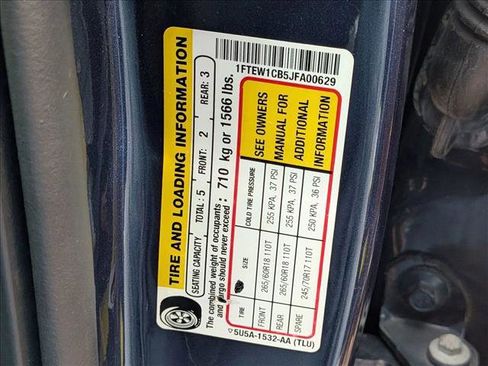 TIRE AND LOADING INFORMATION
SEATING CAPACITY TOTAL: 5 FRONT: 2 REAR: 3
The combined weight of occupants
and cargo should never exceed : 710 kg or 1566 lbs.
1FTEW1CB5JFA00629
TIRE SIZE COLD TIRE PRESSURE
FRONT 265/60R18 110T 255 KPA, 37 PSI
REAR 265/60R18 110T 255 KPA, 37 PSI
SPARE 245/70R17 110T 250 KPA, 36 PSI
SEE OWNERS
MANUAL FOR
ADDITIONAL
INFORMATION
5U5A-1532-AA (TLU)